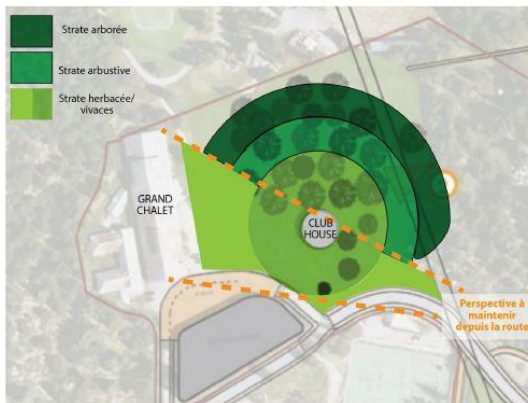 Strate arborée
Strate arbustive
Strate herbacée/
vivaces
GRAND
CHALET
CLUB
HOUSE
Perspective à
maintenir
depuis la route